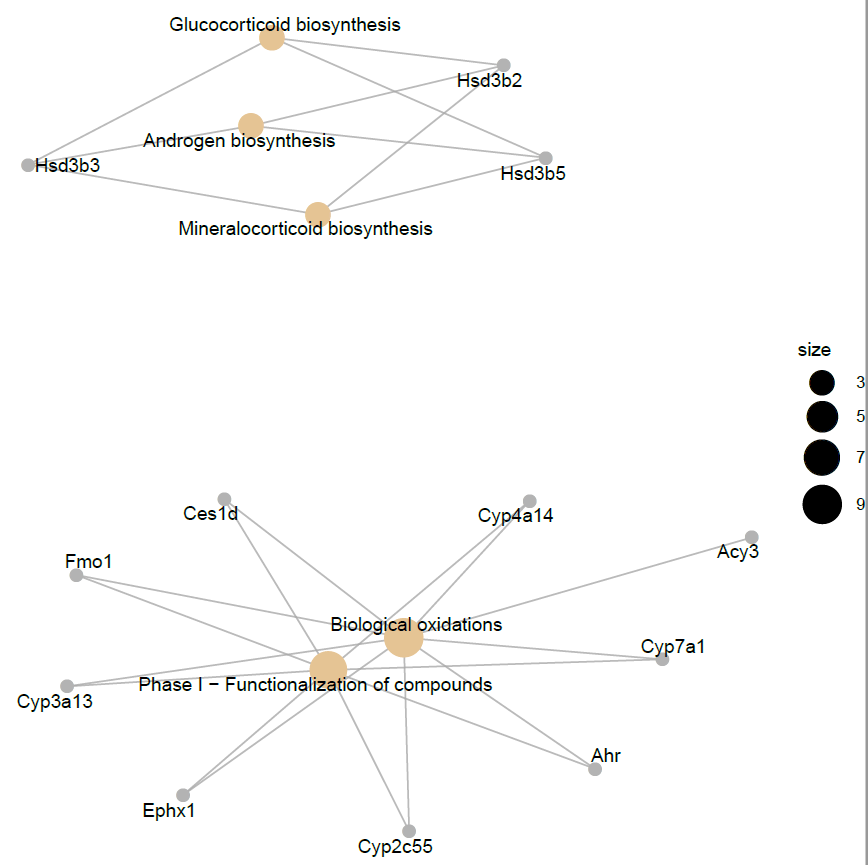 Glucocorticoid biosynthesis
Hsd3b2
Androgen biosynthesis
Hsd3b3
Hsd3b5
Mineralocorticoid biosynthesis
size
3
5
7
9
Ces1d
Cyp4a14
Acy3
Fmo1
Biological oxidations
Cyp7a1
Phase I − Functionalization of compounds
Cyp3a13
Ahr
Ephx1
Cyp2c55